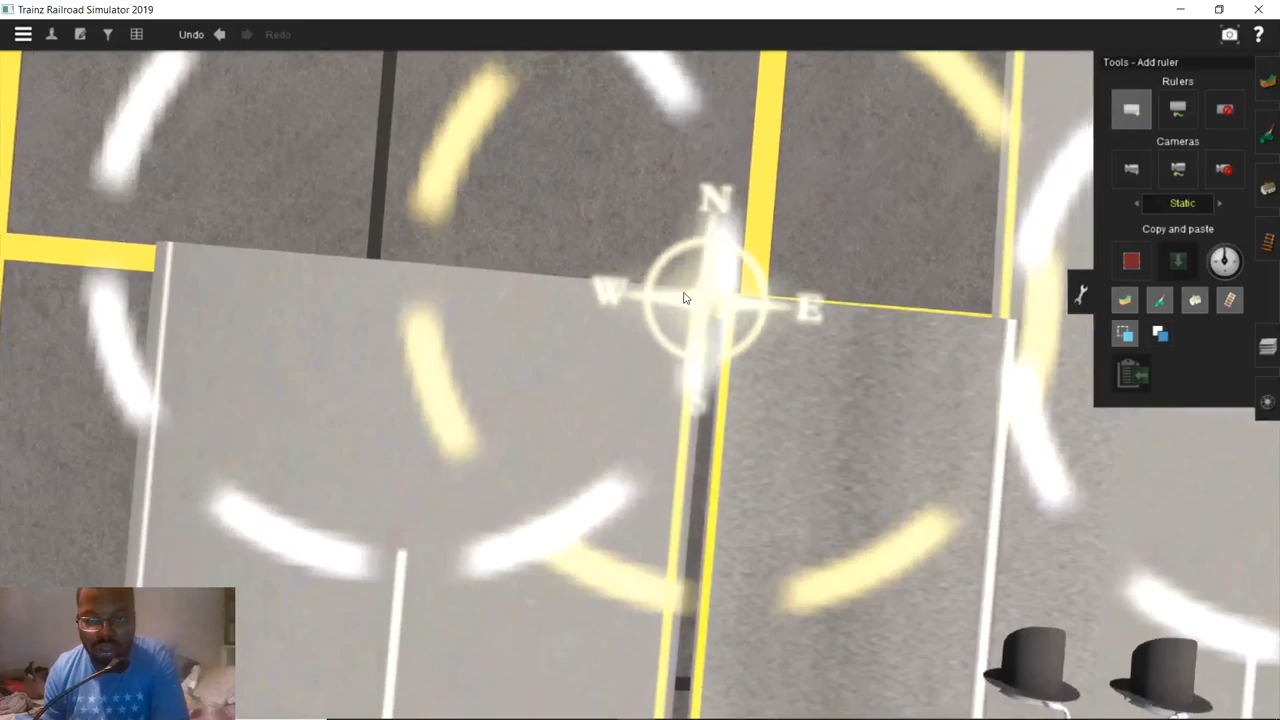 Trainz Railroad Simulator 2019
Undo
Redo
?
Tools - Add ruler
Rulers
Cameras
Static
Copy and paste
N
W
E